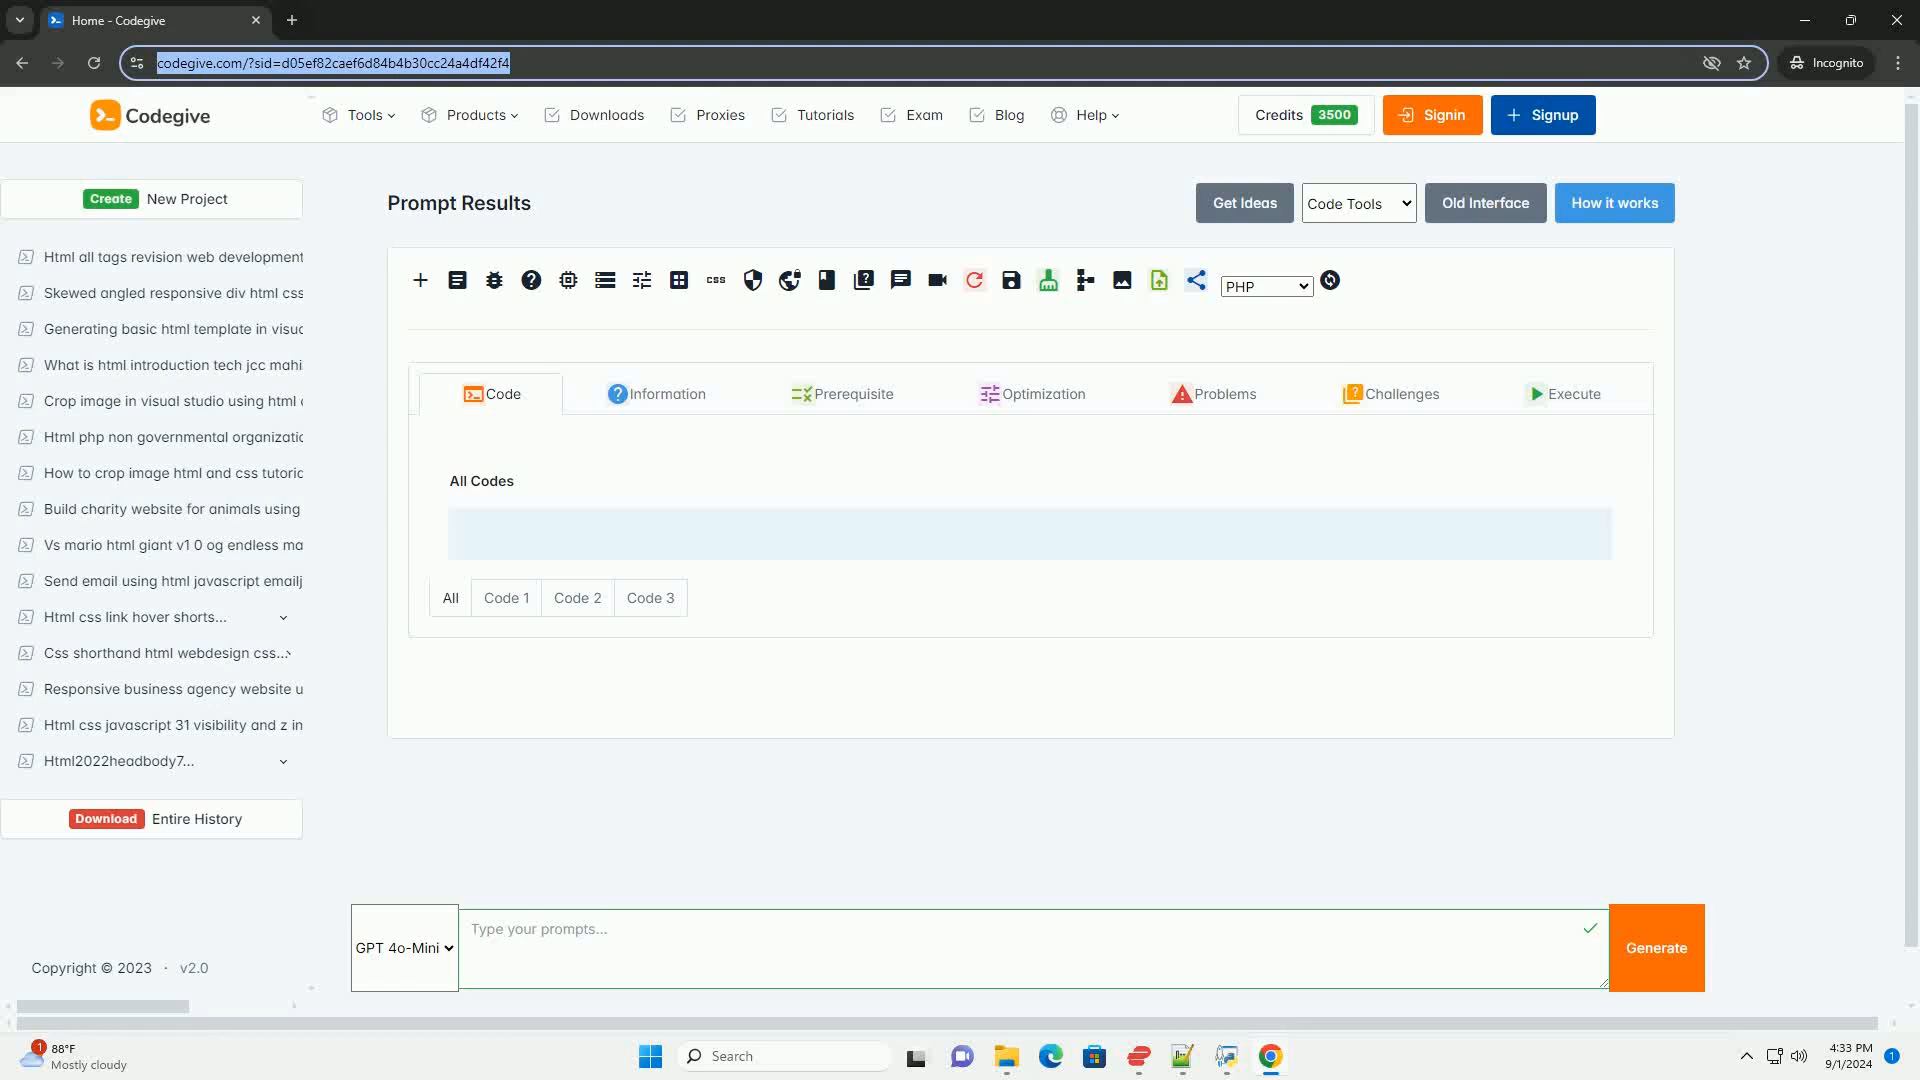 Home - Codegive
codegive.com/?sid=d05ef82caef6d84b4b30cc24a4df42f4
Incognito
Codegive
Tools
Products
Downloads
Proxies
Tutorials
Exam
Blog
Help
Credits 3500
Signin
Signup
Create New Project
Html all tags revision web development
Skewed angled responsive div html css
Generating basic html template in visu
What is html introduction tech jcc mahi
Crop image in visual studio using html
Html php non governmental organizatio
How to crop image html and css tutoria
Build charity website for animals using
Vs mario html giant v1 0 og endless ma
Send email using html javascript emailj
Html css link hover shorts...
Css shorthand html webdesign css...
Responsive business agency website u
Html css javascript 31 visibility and z in
Html2022headbody7...
Download Entire History
Copyright © 2023 · v2.0
Prompt Results
Get Ideas
Code Tools
Old Interface
How it works
css
PHP
Code
Information
Prerequisite
Optimization
Problems
Challenges
Execute
All Codes
All
Code 1
Code 2
Code 3
GPT 4o-Mini
Type your prompts...
Generate
1
88°F
Mostly cloudy
Search
4:33 PM
9/1/2024
1